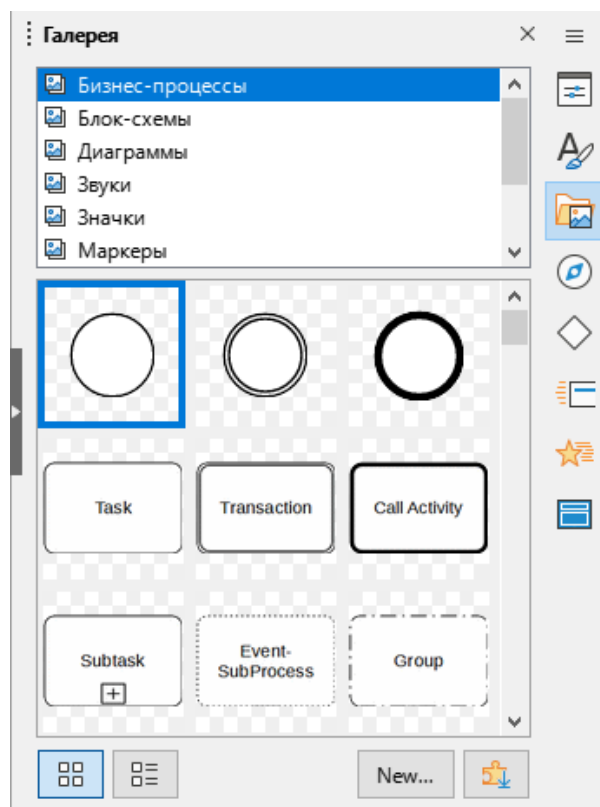 Галерея
Бизнес-процессы
Блок-схемы
Диаграммы
Звуки
Значки
Маркеры
Task
Transaction
Call Activity
Subtask
Event-
SubProcess
Group
New...